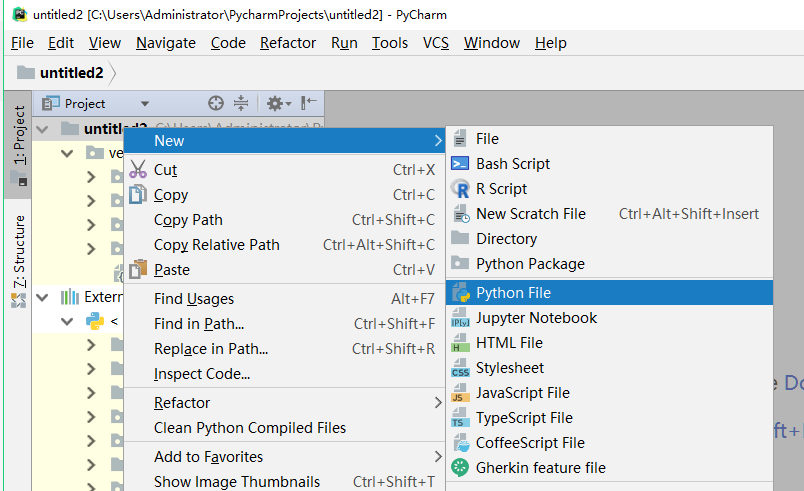 untitled2 [C:\Users\Administrator\PycharmProjects\untitled2] - PyCharm
File Edit View Navigate Code Refactor Run Tools VCS Window Help
untitled2
1: Project
Z: Structure
Project
untitled2
ve
Extern
<
New
Cut Ctrl+X
Copy Ctrl+C
Copy Path Ctrl+Shift+C
Copy Relative Path Ctrl+Alt+Shift+C
Paste Ctrl+V
Find Usages Alt+F7
Find in Path... Ctrl+Shift+F
Replace in Path... Ctrl+Shift+R
Inspect Code...
Refactor
Clean Python Compiled Files
Add to Favorites
Show Image Thumbnails Ctrl+Shift+T
File
Bash Script
R Script
New Scratch File Ctrl+Alt+Shift+Insert
Directory
Python Package
Python File
Jupyter Notebook
HTML File
Stylesheet
JavaScript File
TypeScript File
CoffeeScript File
Gherkin feature file